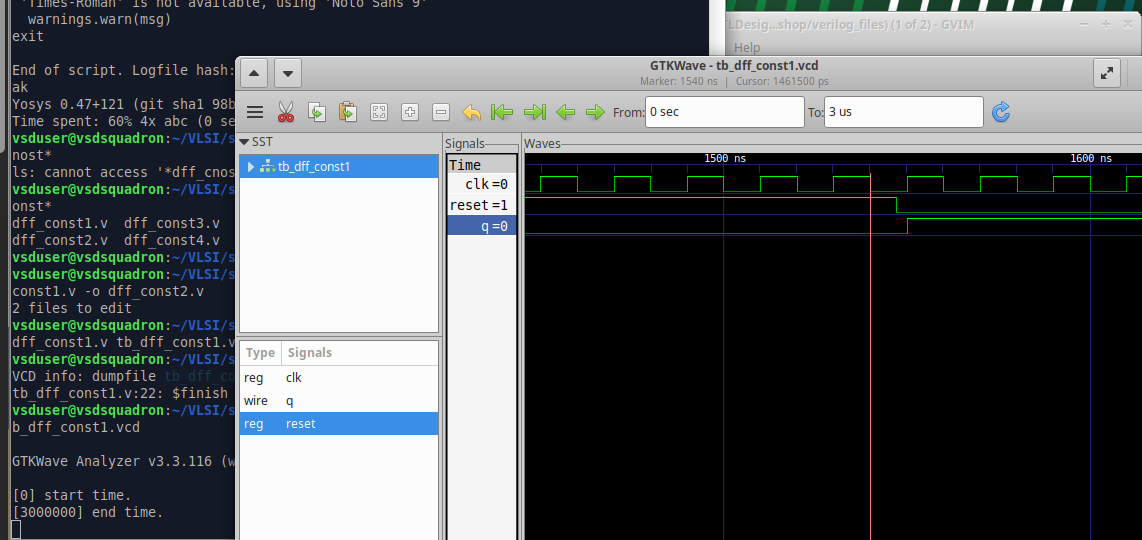 'Times-Roman' is not available, using 'Noto Sans 9'
warnings.warn(msg)
exit
End of script. Logfile hash:
ak
Yosys 0.47+121 (git sha1 98b
Time spent: 60% 4x abc (0 se
vsduser@vsdsquadron:~/VLSI/s
nost*
ls: cannot access '*dff_cnos
vsduser@vsdsquadron:~/VLSI/s
onst*
dff_const1.v dff_const3.v
dff_const2.v dff_const4.v
vsduser@vsdsquadron:~/VLSI/s
vsduser@vsdsquadron:~/VLSI/s
const1.v -o dff_const2.v
2 files to edit
vsduser@vsdsquadron:~/VLSI/s
dff_const1.v tb_dff_const1.v
vsduser@vsdsquadron:~/VLSI/s
VCD info: dumpfile tb_dff_co
tb_dff_const1.v:22: $finish
vsduser@vsdsquadron:~/VLSI/s
b_dff_const1.vcd
GTKWave Analyzer v3.3.116 (w
[0] start time.
[3000000] end time.
TLDesig...shop/verilog_files) (1 of 2) - GVIM
Help
GTKWave - tb_dff_const1.vcd
Marker: 1540 ns | Cursor: 1461500 ps
From: 0 sec To: 3 us
SST
tb_dff_const1
Type Signals
reg clk
wire q
reg reset
Signals
Time
clk =0
reset =1
q =0
Waves
1500 ns 1600 ns